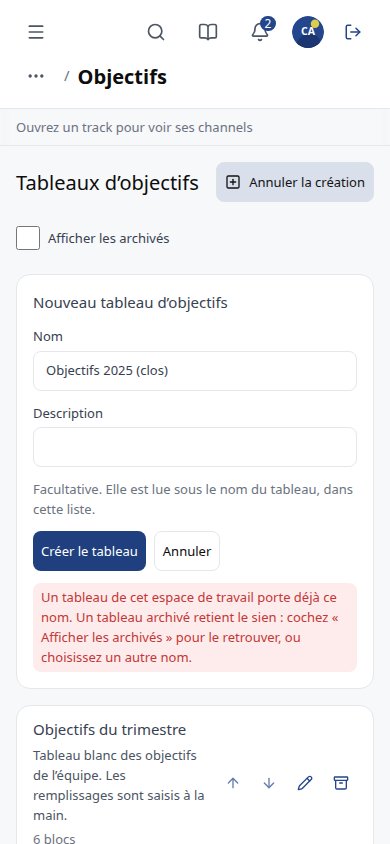 2
CA
/ Objectifs
Ouvrez un track pour voir ses channels
Tableaux d’objectifs
Annuler la création
Afficher les archivés
Nouveau tableau d’objectifs
Nom
Objectifs 2025 (clos)
Description
Facultative. Elle est lue sous le nom du tableau, dans
cette liste.
Créer le tableau
Annuler
Un tableau de cet espace de travail porte déjà ce
nom. Un tableau archivé retient le sien : cochez «
Afficher les archivés » pour le retrouver, ou
choisissez un autre nom.
Objectifs du trimestre
Tableau blanc des objectifs
de l’équipe. Les
remplissages sont saisis à la
main.
6 blocs